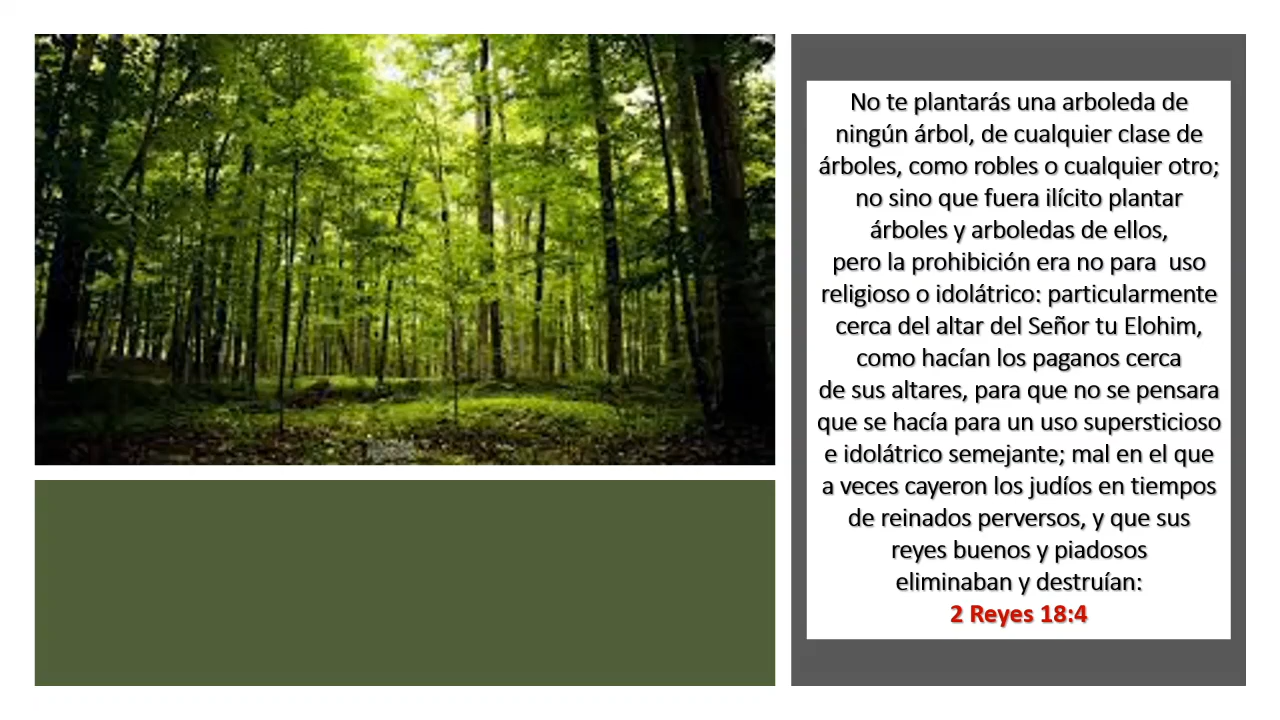 No te plantarás una arboleda de
ningún árbol, de cualquier clase de
árboles, como robles o cualquier otro;
no sino que fuera ilícito plantar
árboles y arboledas de ellos,
pero la prohibición era no para  uso
religioso o idolátrico: particularmente
cerca del altar del Señor tu Elohim,
como hacían los paganos cerca
de sus altares, para que no se pensara
que se hacía para un uso supersticioso
e idolátrico semejante; mal en el que
a veces cayeron los judíos en tiempos
de reinados perversos, y que sus
reyes buenos y piadosos
eliminaban y destruían:
2 Reyes 18:4